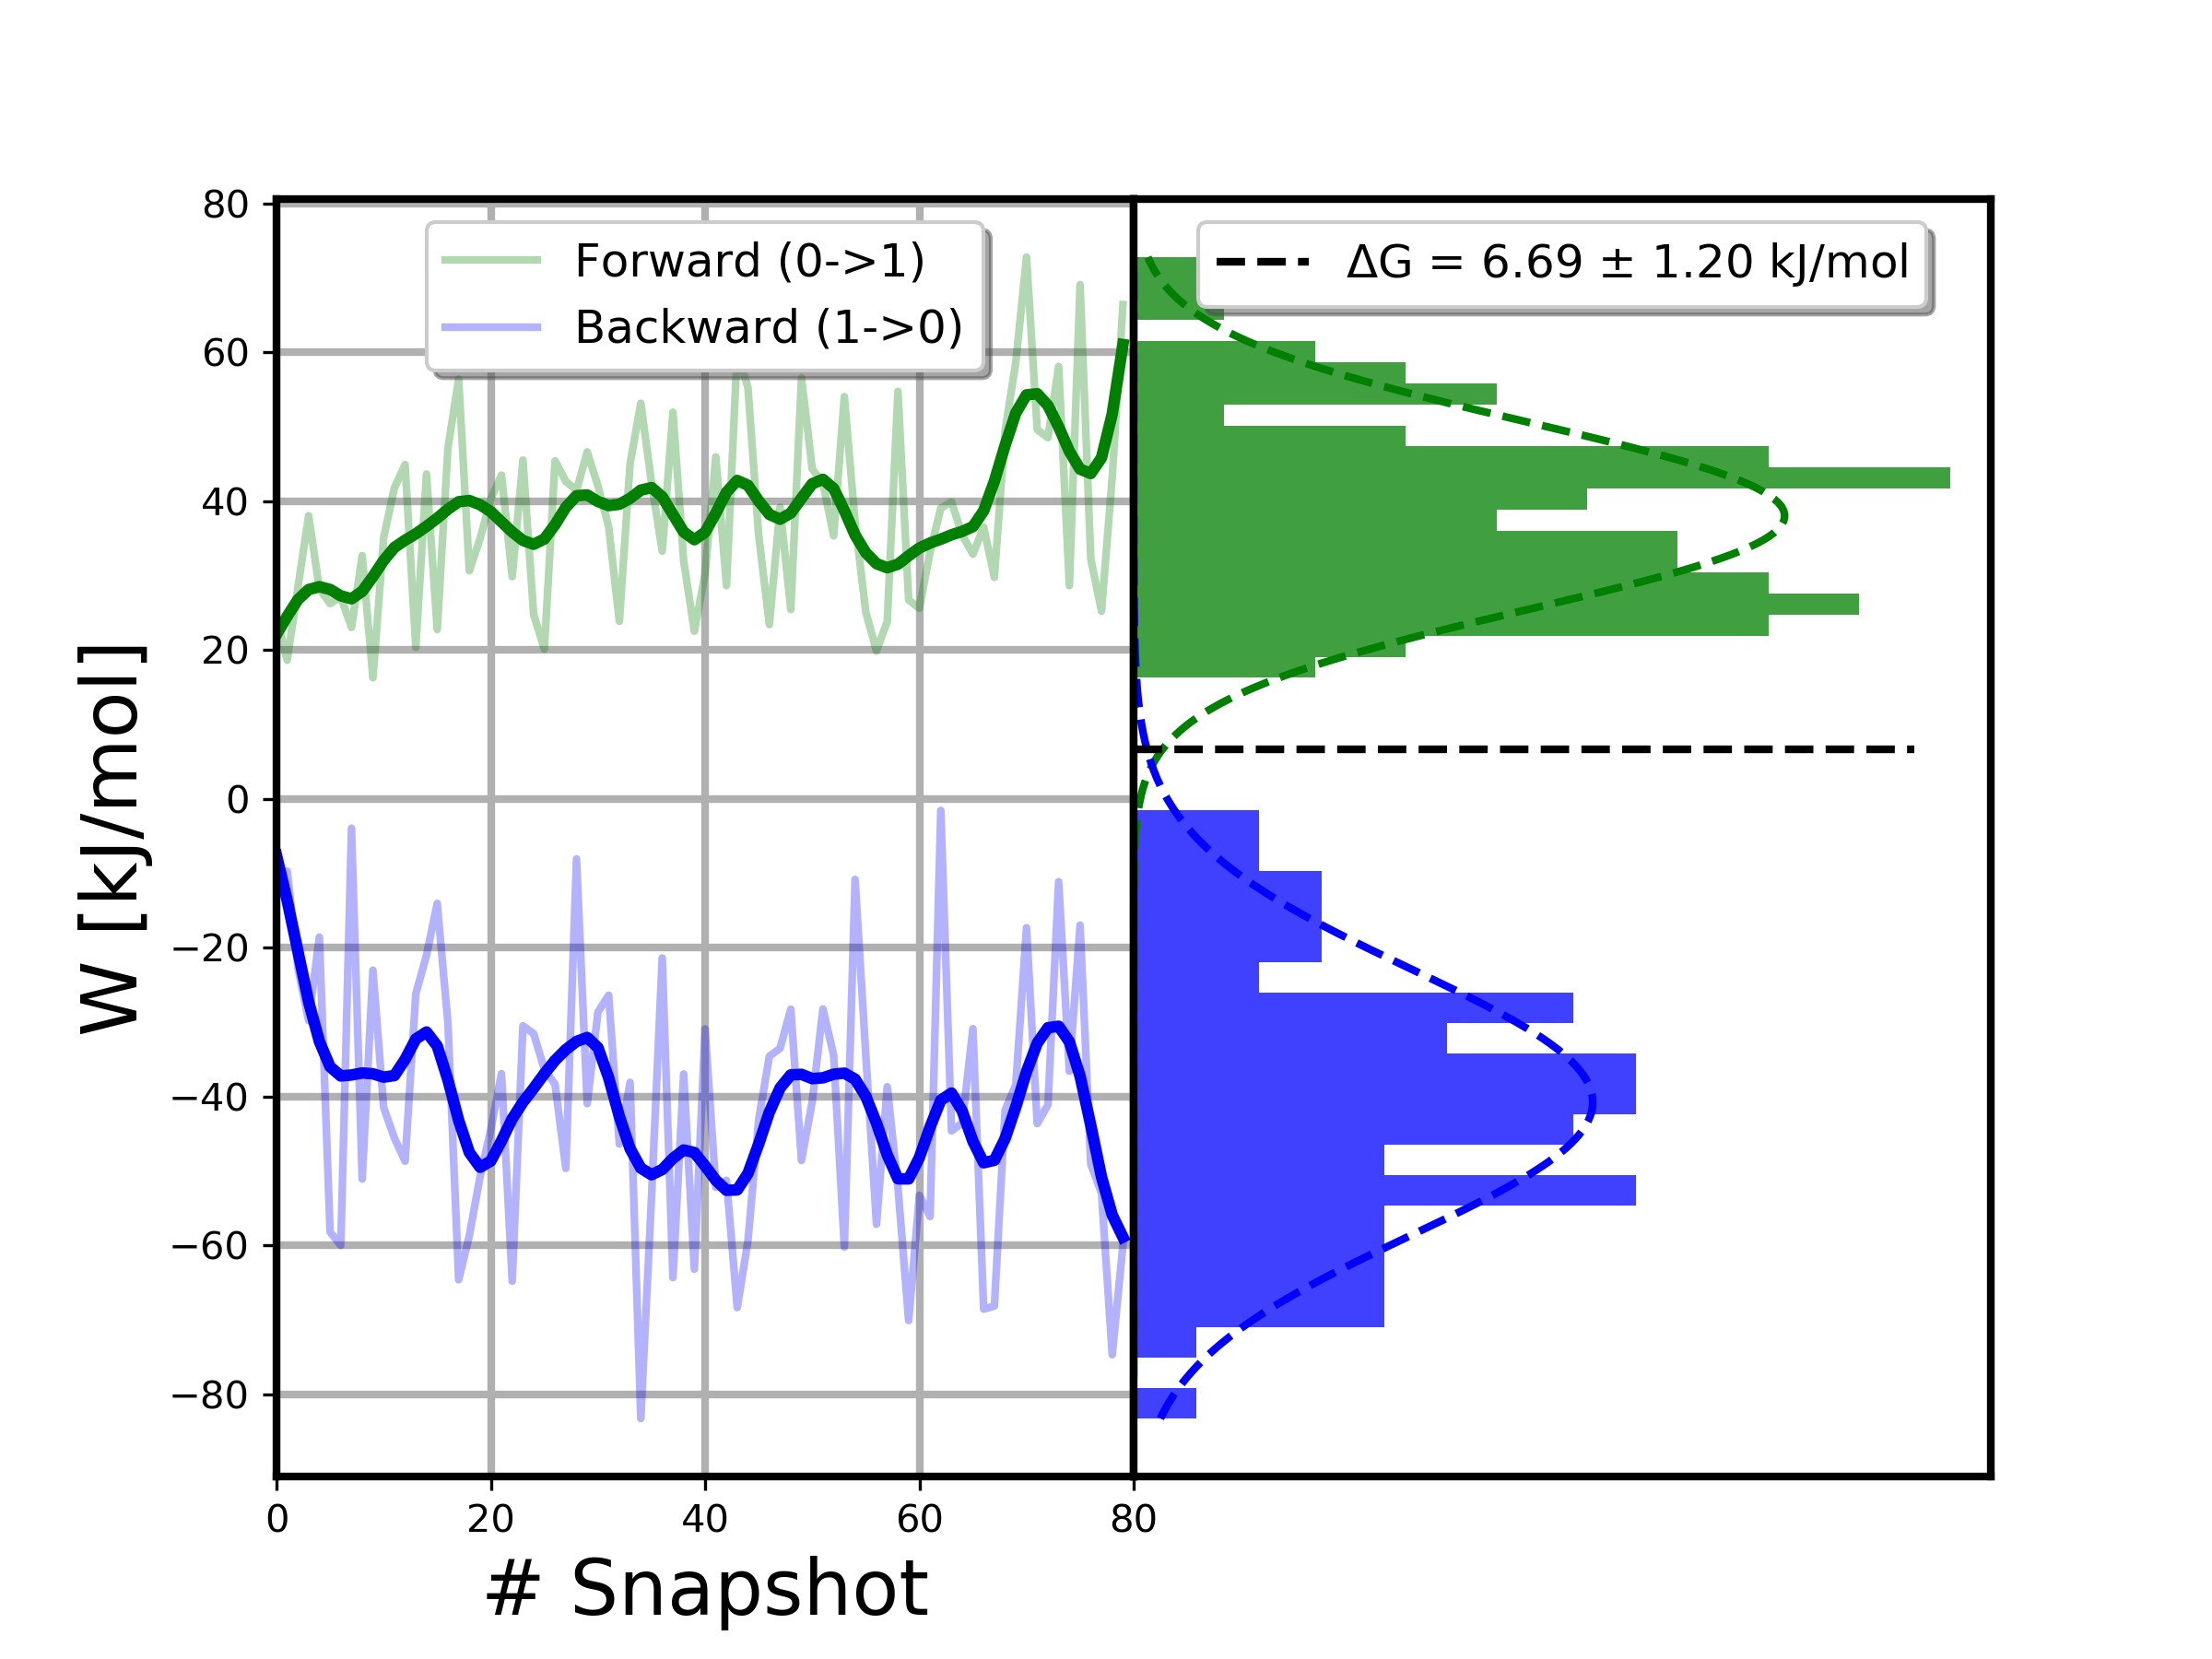 80
60
40
20
0
−20
−40
−60
−80
W [kJ/mol]
Forward (0->1)
Backward (1->0)
ΔG = 6.69 ± 1.20 kJ/mol
0 20 40 60 80
# Snapshot